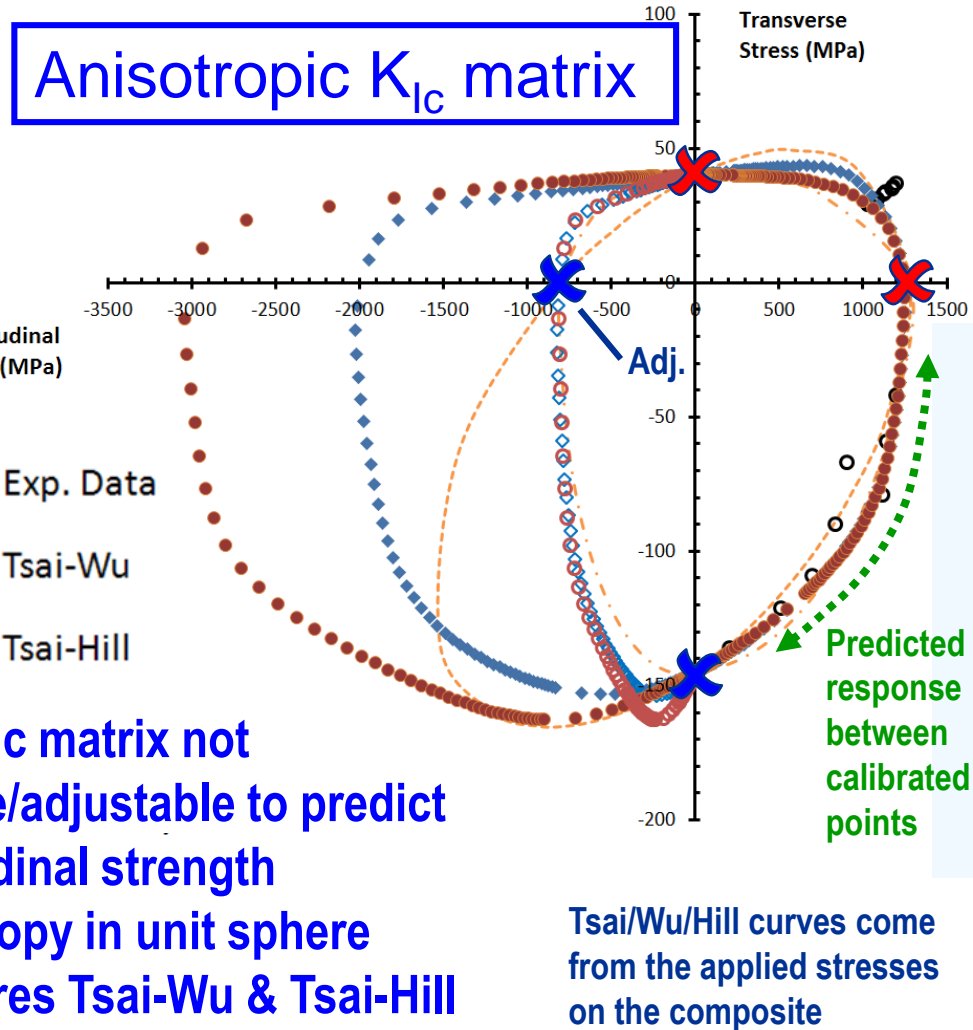 100
Transverse
Stress (MPa)
Anisotropic KIc matrix
50
0
-3500 -3000 -2500 -2000 -1500 -1000 -500 0 500 1000 1500
udinal
(MPa)
Adj.
-50
Exp. Data
Tsai-Wu
-100
Tsai-Hill
-150
Predicted
response
between
calibrated
points
c matrix not
e/adjustable to predict
dinal strength
-200
opy in unit sphere
res Tsai-Wu & Tsai-Hill
Tsai/Wu/Hill curves come
from the applied stresses
on the composite